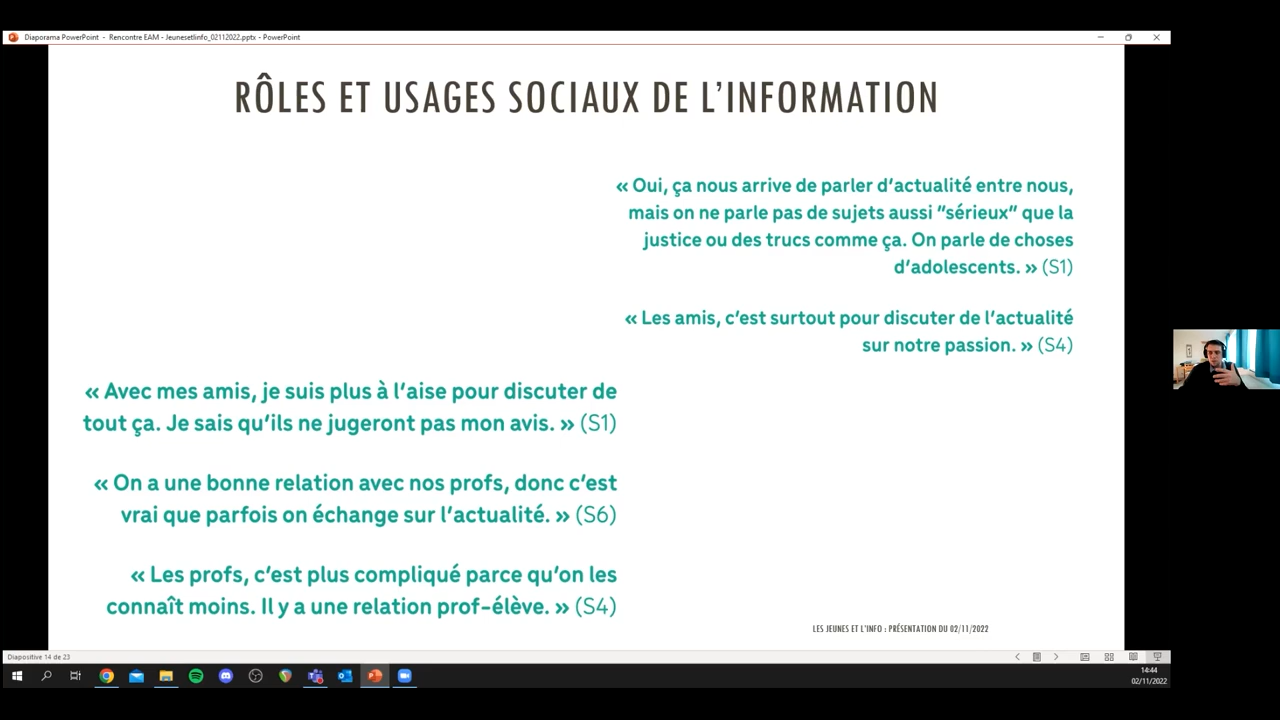 Diaporama PowerPoint - Rencontre EAM - Jeunesetlinfo_02112022.pptx - PowerPoint
RÔLES ET USAGES SOCIAUX DE L'INFORMATION
« Oui, ça nous arrive de parler d'actualité entre nous,
mais on ne parle pas de sujets aussi "sérieux" que la
justice ou des trucs comme ça. On parle de choses
d'adolescents. » (S1)
« Les amis, c'est surtout pour discuter de l'actualité
sur notre passion. » (S4)
« Avec mes amis, je suis plus à l'aise pour discuter de
tout ça. Je sais qu'ils ne jugeront pas mon avis. » (S1)
« On a une bonne relation avec nos profs, donc c'est
vrai que parfois on échange sur l'actualité. » (S6)
« Les profs, c'est plus compliqué parce qu'on les
connaît moins. Il y a une relation prof-élève. » (S4)
LES JEUNES ET L'INFO : PRÉSENTATION DU 02/11/2022
Diapositive 14 de 23
14:44
02/11/2022